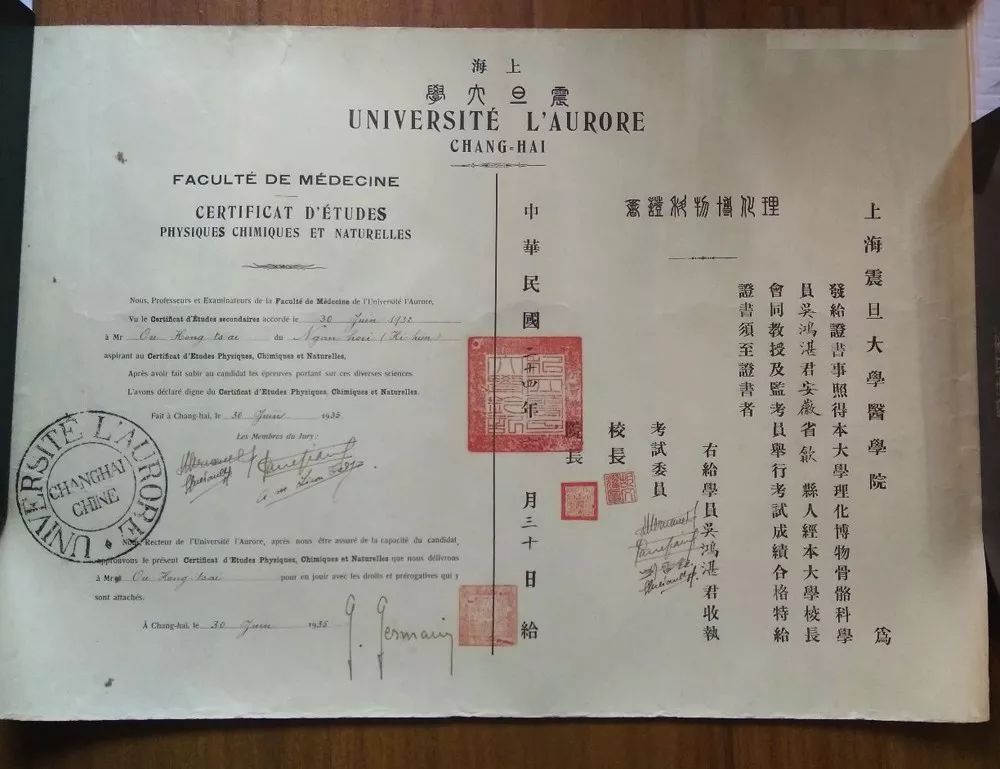 上海
震旦大學
UNIVERSITÉ L'AURORE
CHANG-HAI
FACULTÉ DE MÉDECINE
CERTIFICAT D'ÉTUDES
PHYSIQUES CHIMIQUES ET NATURELLES
Nous, Professeurs et Examinateurs de la Faculté de Médecine de l'Université l'Aurore,
Vu le Certificat d'Études secondaires accordé le 30 Juin 1932
à Mr Ou Hong tsai du Ngan hoei (Hi hien)
aspirant au Certificat d'Etudes Physiques, Chimiques et Naturelles,
Après avoir fait subir au candidat les épreuves portant sur ces diverses sciences
L'avons déclaré digne du Certificat d'Etudes Physiques, Chimiques et Naturelles.
Fait à Chang-hai, le 30 Juin 1935
Les Membres du Jury:
UNIVERSITÉ L'AURORE
CHANGHAI
CHINE
Nous, Recteur de l'Université l'Aurore, après nous être assuré de la capacité du candidat,
approuvons le présent Certificat d'Etudes Physiques, Chimiques et Naturelles que nous délivrons
à Mr Ou Hong tsai pour en jouir avec les droits et prérogatives qui y
sont attachés.
À Chang-hai, le 30 Juin 1935
G. Germain
理化博物科證書
上海震旦大學醫學院 爲
發給證書事照得本大學理化博物骨骼科學
員吳鴻湛君安徽省歙縣人經本大學校長
會同教授及監考員舉行考試成績合格特給
證書須至證書者
右給學員吳鴻湛君收執
考試委員
校長
院長
中華民國二十四年 月三十日給